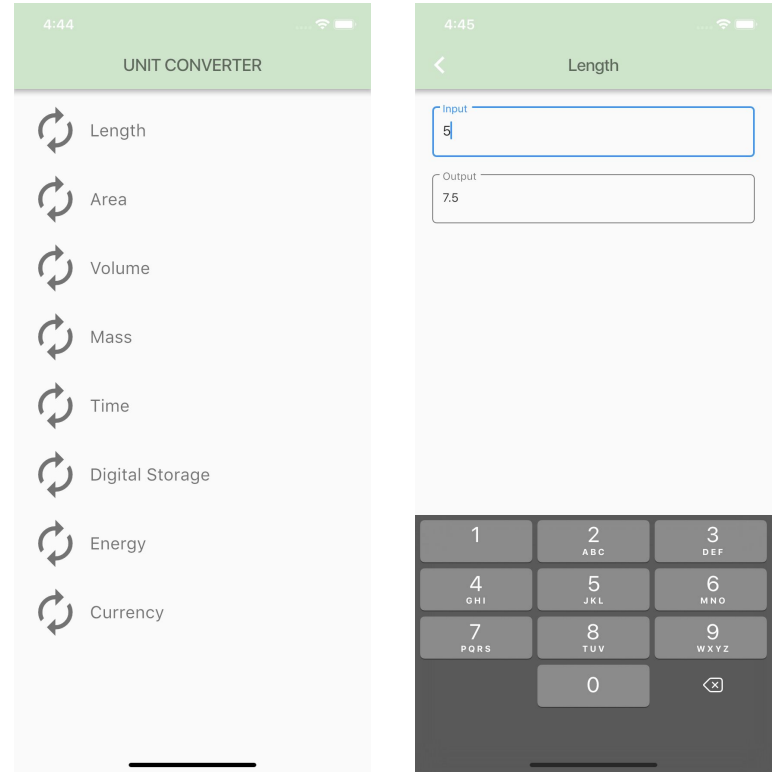 4:44
UNIT CONVERTER
Length
Area
Volume
Mass
Time
Digital Storage
Energy
Currency
4:45
Length
Input
5
Output
7.5
1 2 3
ABC DEF
4 5 6
GHI JKL MNO
7 8 9
PQRS TUV WXYZ
0